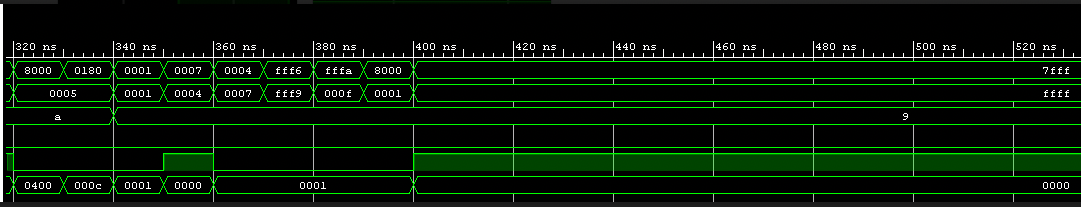 320 ns 340 ns 360 ns 380 ns 400 ns 420 ns 440 ns 460 ns 480 ns 500 ns 520 ns
8000 0180 0001 0007 0004 fff6 fffa 8000 7fff
0005 0001 0004 0007 fff9 000f 0001 ffff
a 9
0400 000c 0001 0000 0001 0000